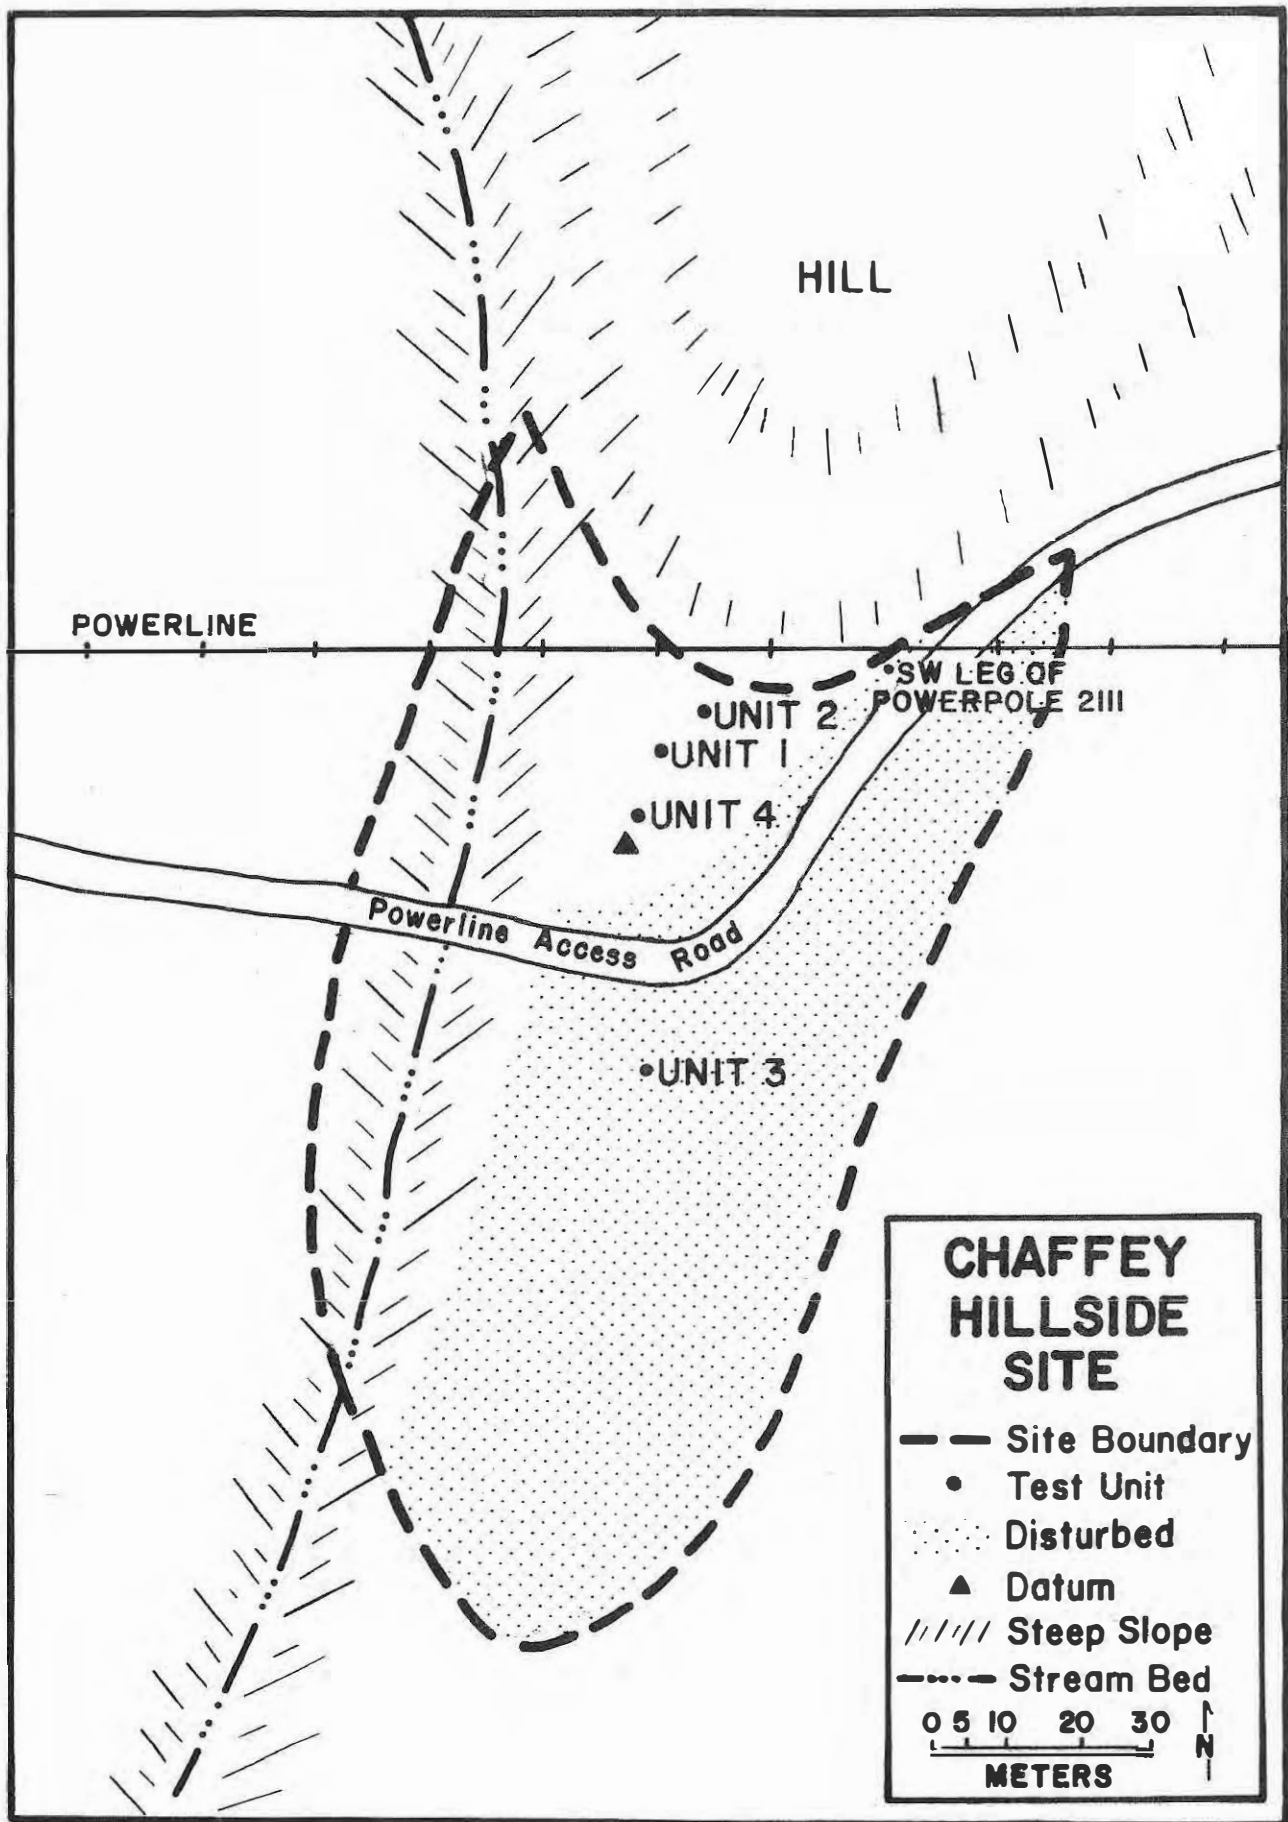 HILL
POWERLINE
SW LEG OF
POWERPOLE 2111
UNIT 2
UNIT 1
UNIT 4
Powerline Access Road
UNIT 3
CHAFFEY
HILLSIDE
SITE
Site Boundary
Test Unit
Disturbed
Datum
Steep Slope
Stream Bed
0 5 10 20 30
N
METERS